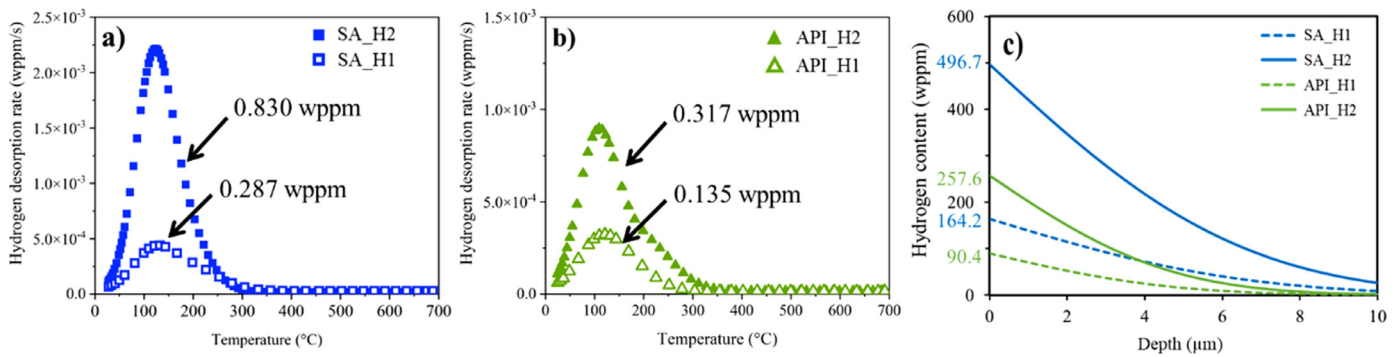 a)
Hydrogen desorption rate (wppm/s)
2.5×10⁻³
2.0×10⁻³
1.5×10⁻³
1.0×10⁻³
5.0×10⁻⁴
0.0
SA_H2
SA_H1
0.830 wppm
0.287 wppm
0 100 200 300 400 500 600 700
Temperature (°C)
b)
Hydrogen desorption rate (wppm/s)
1.5×10⁻³
1.0×10⁻³
5.0×10⁻⁴
0.0
API_H2
API_H1
0.317 wppm
0.135 wppm
0 100 200 300 400 500 600 700
Temperature (°C)
c)
Hydrogen content (wppm)
600
496.7
400
257.6
200
164.2
90.4
0
SA_H1
SA_H2
API_H1
API_H2
0 2 4 6 8 10
Depth (µm)